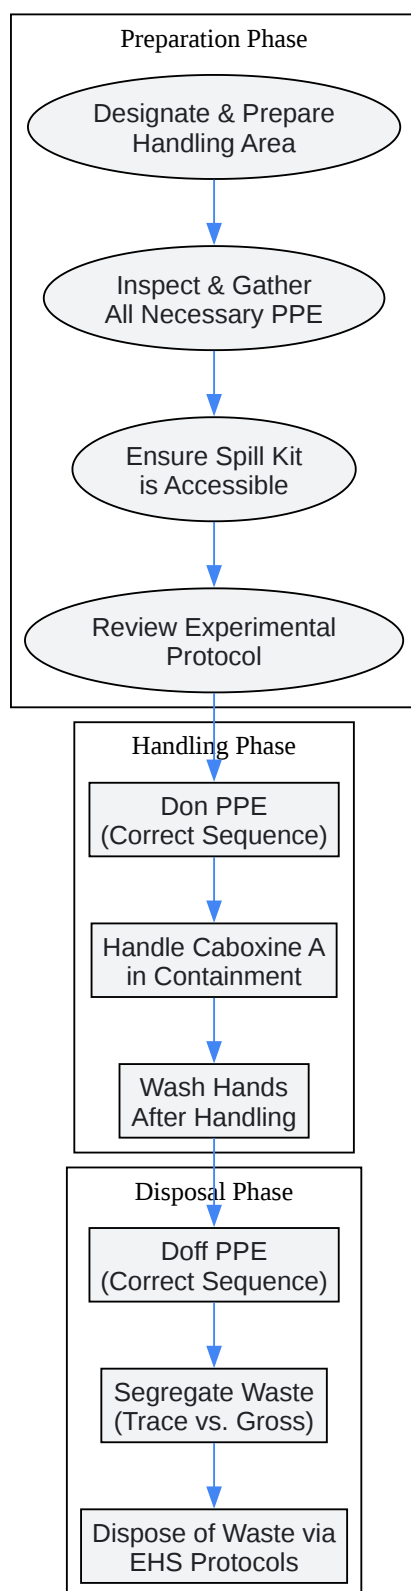 Preparation Phase
Designate & Prepare
Handling Area
Inspect & Gather
All Necessary PPE
Ensure Spill Kit
is Accessible
Review Experimental
Protocol
Handling Phase
Don PPE
(Correct Sequence)
Handle Caboxine A
in Containment
Wash Hands
After Handling
Disposal Phase
Doff PPE
(Correct Sequence)
Segregate Waste
(Trace vs. Gross)
Dispose of Waste via
EHS Protocols